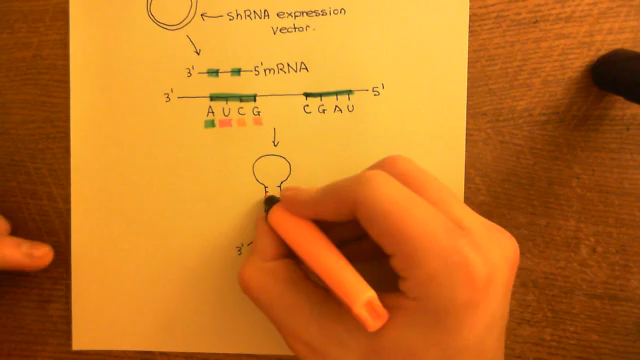 shRNA expression
vector.
3' 5' mRNA
3' 5'
A U C G C G A U
3'